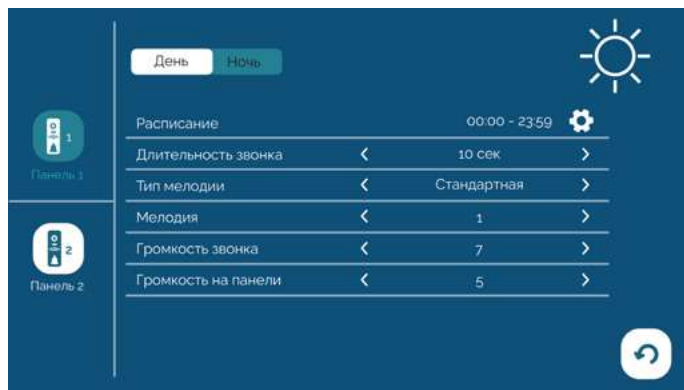 День Ночь
1
Панель 1
2
Панель 2
Расписание 00:00 - 23:59
Длительность звонка 10 сек
Тип мелодии Стандартная
Мелодия 1
Громкость звонка 7
Громкость на панели 5